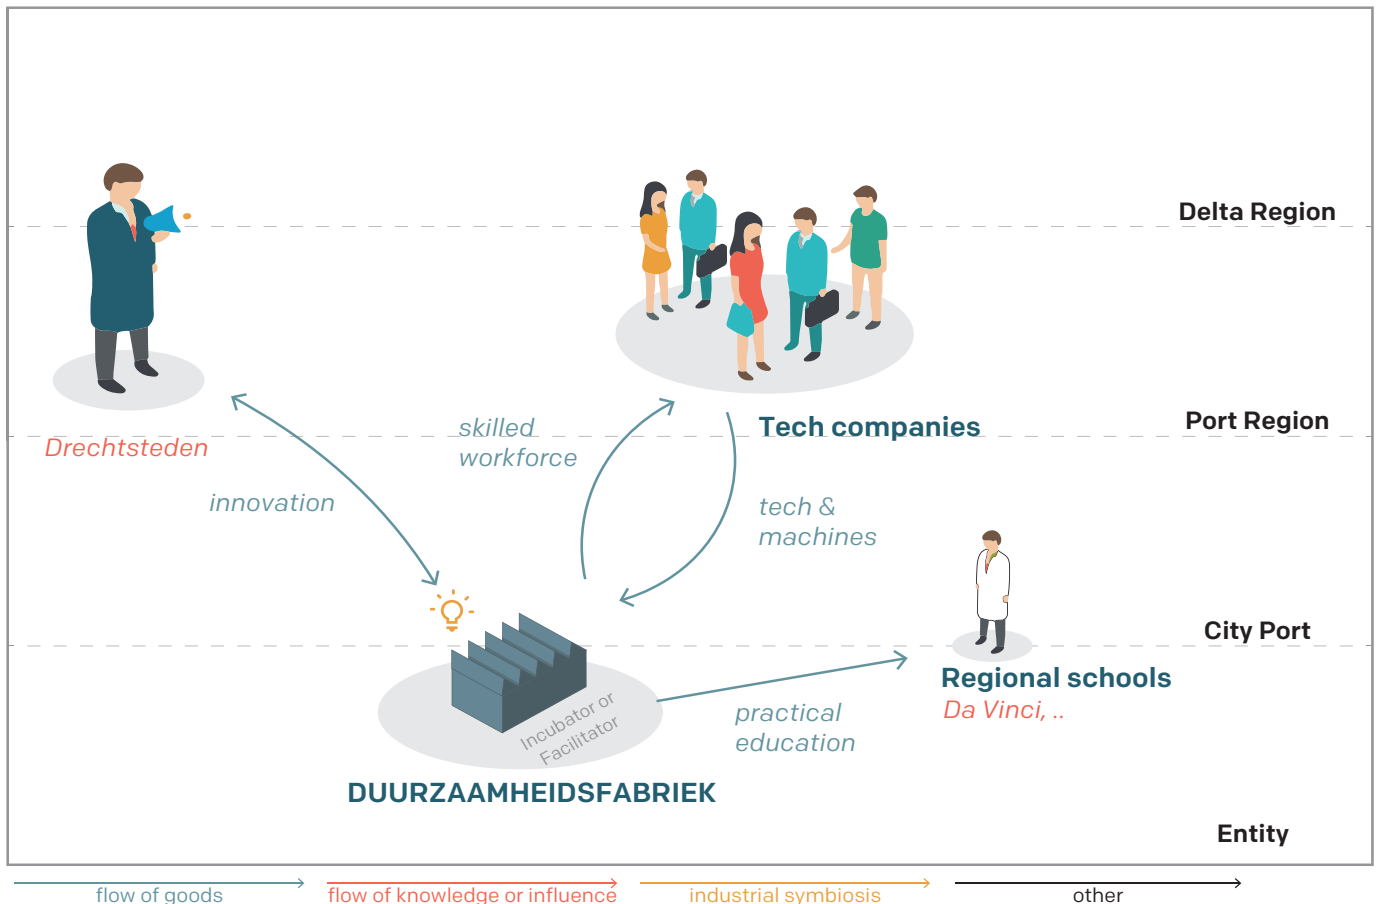 Delta Region
Port Region
Drechtsteden
skilled
workforce
Tech companies
innovation
tech &
machines
City Port
Regional schools
Da Vinci, ..
Incubator or
Facilitator
practical
education
DUURZAAMHEIDSFABRIEK
Entity
flow of goods
flow of knowledge or influence
industrial symbiosis
other